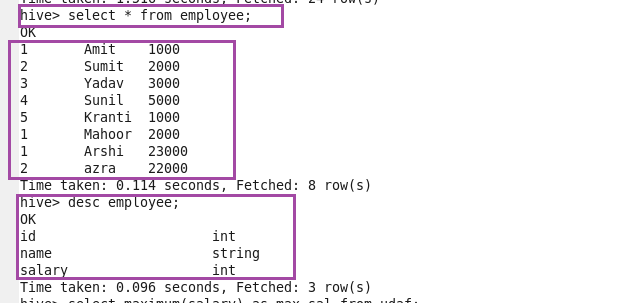 Time taken: 1.516 seconds, Fetched: 24 row(s)
hive> select * from employee;
OK
1 Amit 1000
2 Sumit 2000
3 Yadav 3000
4 Sunil 5000
5 Kranti 1000
1 Mahoor 2000
1 Arshi 23000
2 azra 22000
Time taken: 0.114 seconds, Fetched: 8 row(s)
hive> desc employee;
OK
id int
name string
salary int
Time taken: 0.096 seconds, Fetched: 3 row(s)
hive> select maximum(salary) as max_sal from udaf;